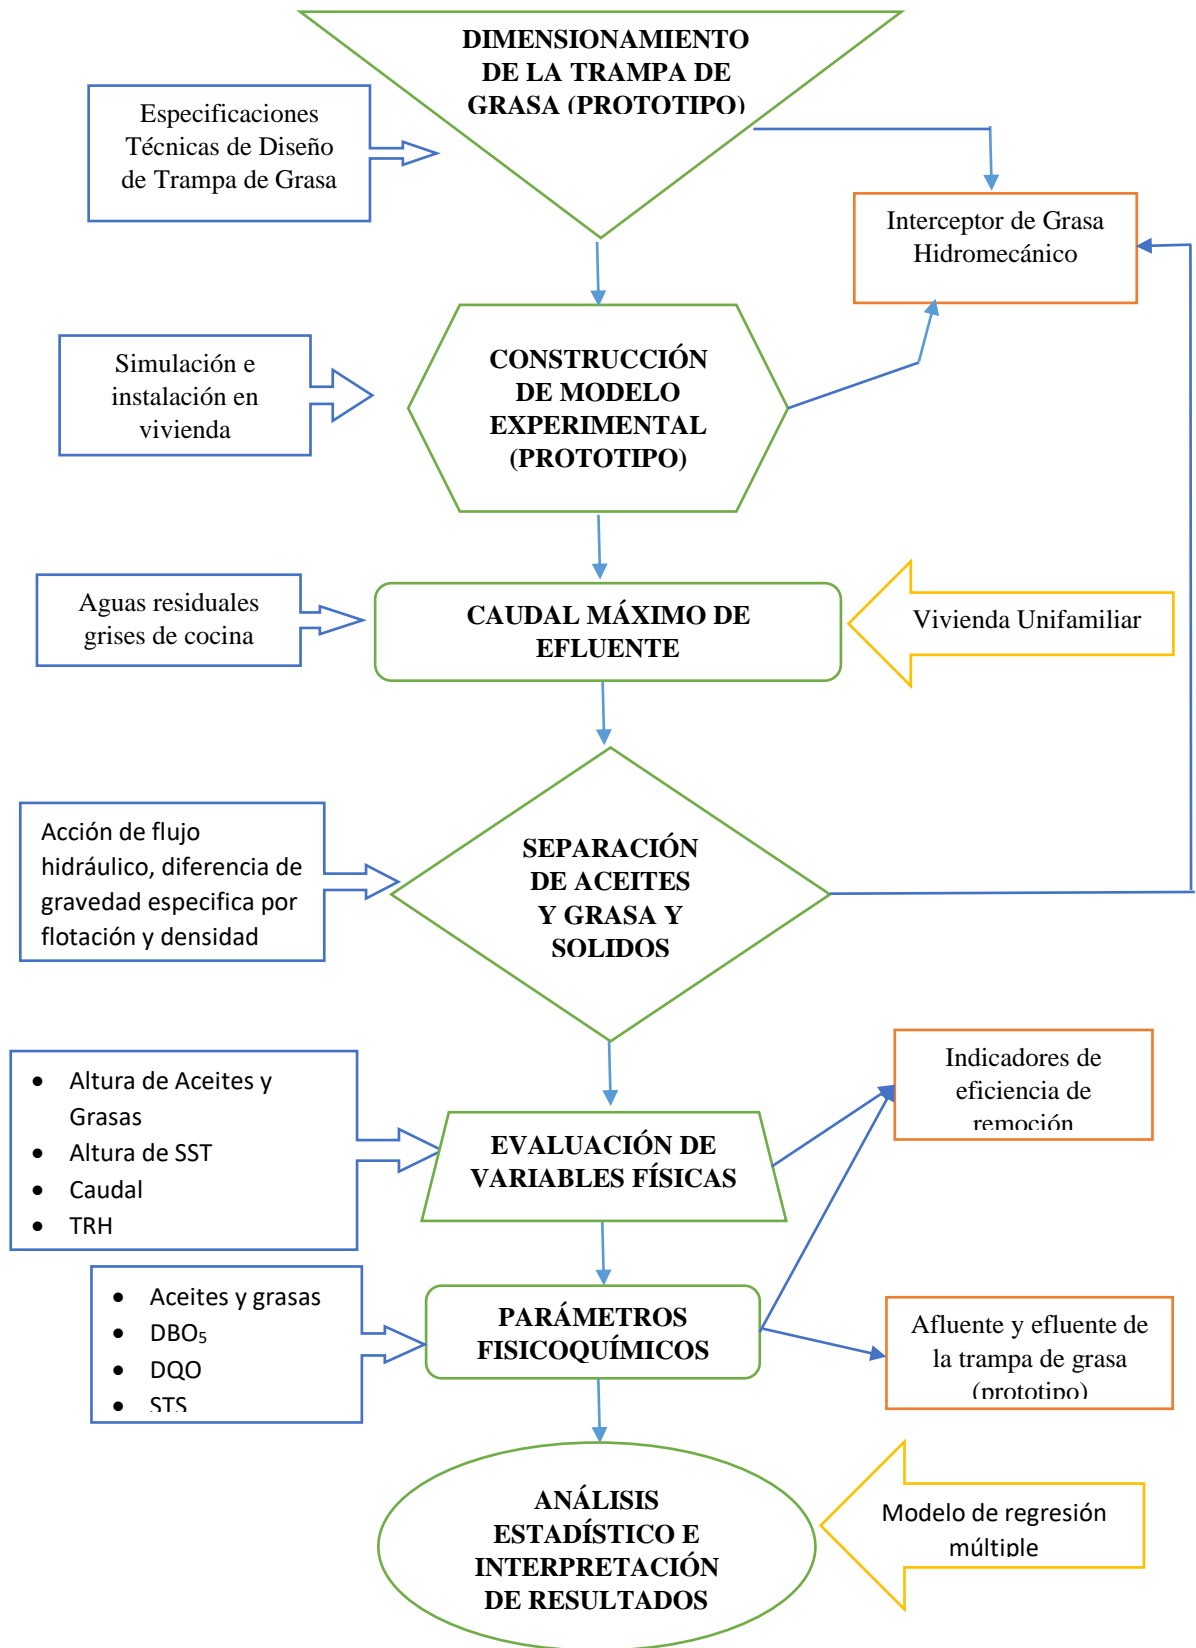 DIMENSIONAMIENTO
DE LA TRAMPA DE
GRASA (PROTOTIPO)
Especificaciones
Técnicas de Diseño
de Trampa de Grasa
Interceptor de Grasa
Hidromecánico
Simulación e
instalación en
vivienda
CONSTRUCCIÓN
DE MODELO
EXPERIMENTAL
(PROTOTIPO)
Aguas residuales
grises de cocina
CAUDAL MÁXIMO DE
EFLUENTE
Vivienda Unifamiliar
Acción de flujo
hidráulico, diferencia de
gravedad especifica por
flotación y densidad
SEPARACIÓN
DE ACEITES
Y GRASA Y
SOLIDOS
• Altura de Aceites y
Grasas
• Altura de SST
• Caudal
• TRH
EVALUACIÓN DE
VARIABLES FÍSICAS
Indicadores de
eficiencia de
remoción
• Aceites y grasas
• DBO₅
• DQO
• STS
PARÁMETROS
FISICOQUÍMICOS
Afluente y efluente de
la trampa de grasa
(prototipo)
ANÁLISIS
ESTADÍSTICO E
INTERPRETACIÓN
DE RESULTADOS
Modelo de regresión
múltiple